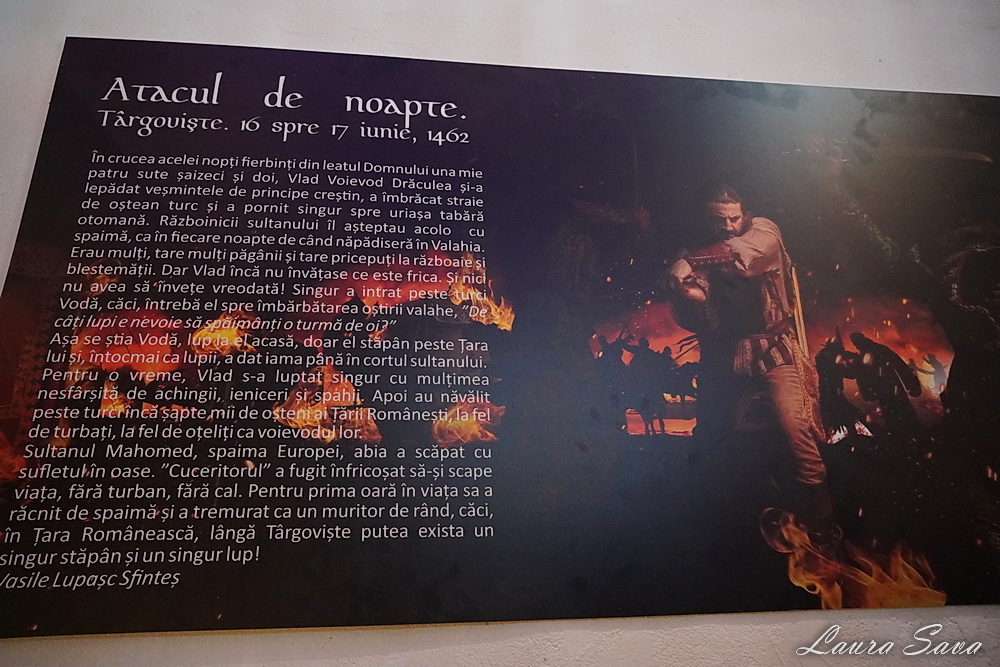 Atacul de noapte.
Târgovişte. 16 spre 17 iunie, 1462
În crucea acelei nopți fierbinți din leatul Domnului una mie
patru sute șaizeci și doi, Vlad Voievod Drăculea și-a
lepădat veșmintele de principe creștin, a îmbrăcat straie
de oștean turc și a pornit singur spre uriașa tabără
otomană. Războinicii sultanului îl așteptau acolo cu
spaimă, ca în fiecare noapte de când năpădiseră în Valahia.
Erau mulți, tare mulți păgânii și tare pricepuți la războaie și
blestemății. Dar Vlad încă nu învățase ce este frica. Și nici
nu avea să învețe vreodată! Singur a intrat peste turci
Vodă, căci, întrebă el spre îmbărbătarea oștirii valahe, "De
câți lupi e nevoie să spăimânți o turmă de oi?"
Așa se știa Vodă, lup la el acasă, doar el stăpân peste Țara
lui și, întocmai ca lupii, a dat iama până în cortul sultanului.
Pentru o vreme, Vlad s-a luptat singur cu mulțimea
nesfârșită de achingii, ieniceri și spahii. Apoi au năvălit
peste turci încă șapte mii de osteni ai Țării Românești, la fel
de turbați, la fel de oțeliți ca voievodul lor.
Sultanul Mahomed, spaima Europei, abia a scăpat cu
sufletul în oase. "Cuceritorul" a fugit înfricoșat să-și scape
viața, fără turban, fără cal. Pentru prima oară în viața sa a
răcnit de spaimă și a tremurat ca un muritor de rând, căci,
în Țara Românească, lângă Târgoviște putea exista un
singur stăpân și un singur lup!
Vasile Lupașc Sfinteș
Laura Sava